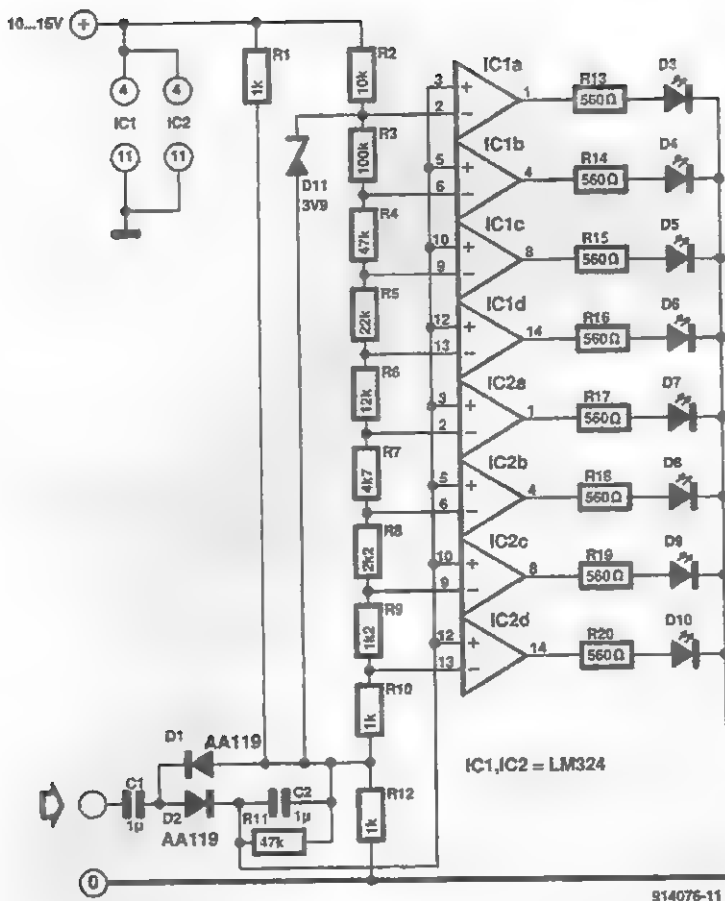 10...15V
+
R1
1k
R2
10k
R3
100k
R4
47k
R5
22k
R6
12k
R7
4k7
R8
2k2
R9
1k2
R10
1k
R12
1k
4
4
IC1
IC2
11
11
D11
3V9
IC1a
3
+
2
−
1
R13
560Ω
D3
IC1b
5
+
6
−
4
R14
560Ω
D4
IC1c
10
+
9
−
8
R15
560Ω
D5
IC1d
12
+
13
−
14
R16
560Ω
D6
IC2a
3
+
2
−
1
R17
560Ω
D7
IC2b
5
+
6
−
4
R18
560Ω
D8
IC2c
10
+
9
−
8
R19
560Ω
D9
IC2d
12
+
13
−
14
R20
560Ω
D10
D1
AA119
C1
1µ
D2
AA119
C2
1µ
R11
47k
IC1,IC2 = LM324
0
914076-11